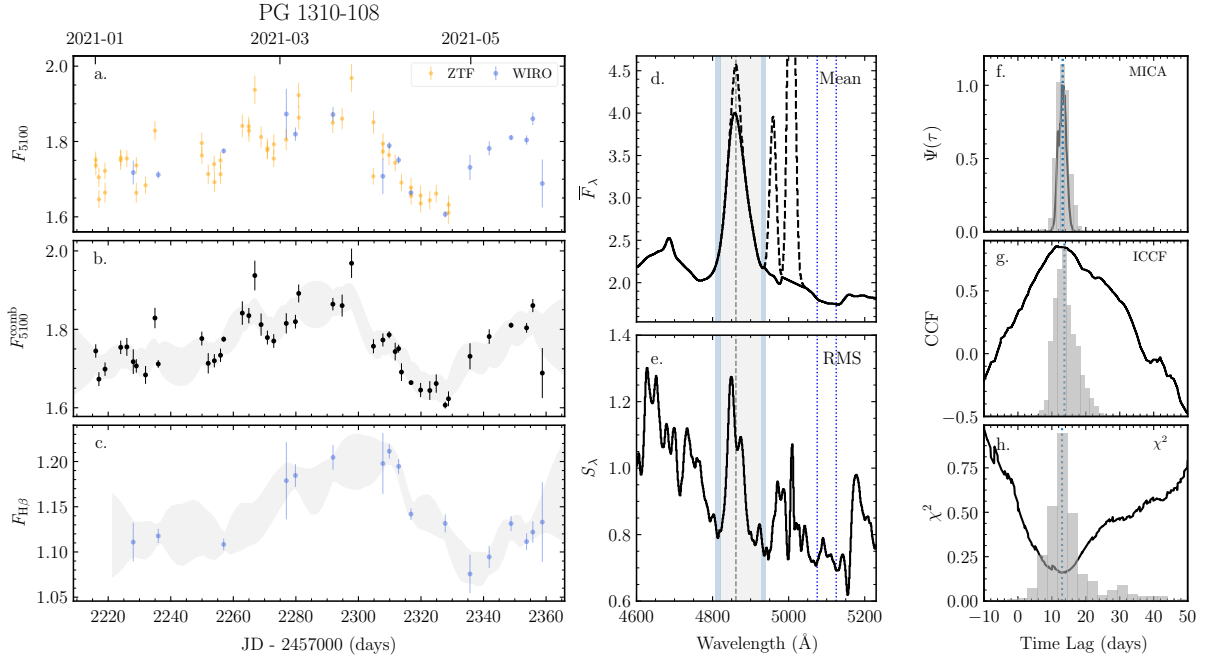 PG 1310-108
2021-01 2021-03 2021-05
a. ZTF WIRO
2.0
1.8
1.6
F5100
b.
2.0
1.8
1.6
F5100^comb
c.
1.20
1.15
1.10
1.05
FHβ
2220 2240 2260 2280 2300 2320 2340 2360
JD - 2457000 (days)
d. Mean
4.5
4.0
3.5
3.0
2.5
2.0
F̅λ
e. RMS
1.4
1.2
1.0
0.8
0.6
Sλ
4600 4800 5000 5200
Wavelength (Å)
f. MICA
1.0
0.5
0.0
Ψ(τ)
g. ICCF
0.5
0.0
−0.5
CCF
h. χ²
0.75
0.50
0.25
0.00
χ²
−10 0 10 20 30 40 50
Time Lag (days)